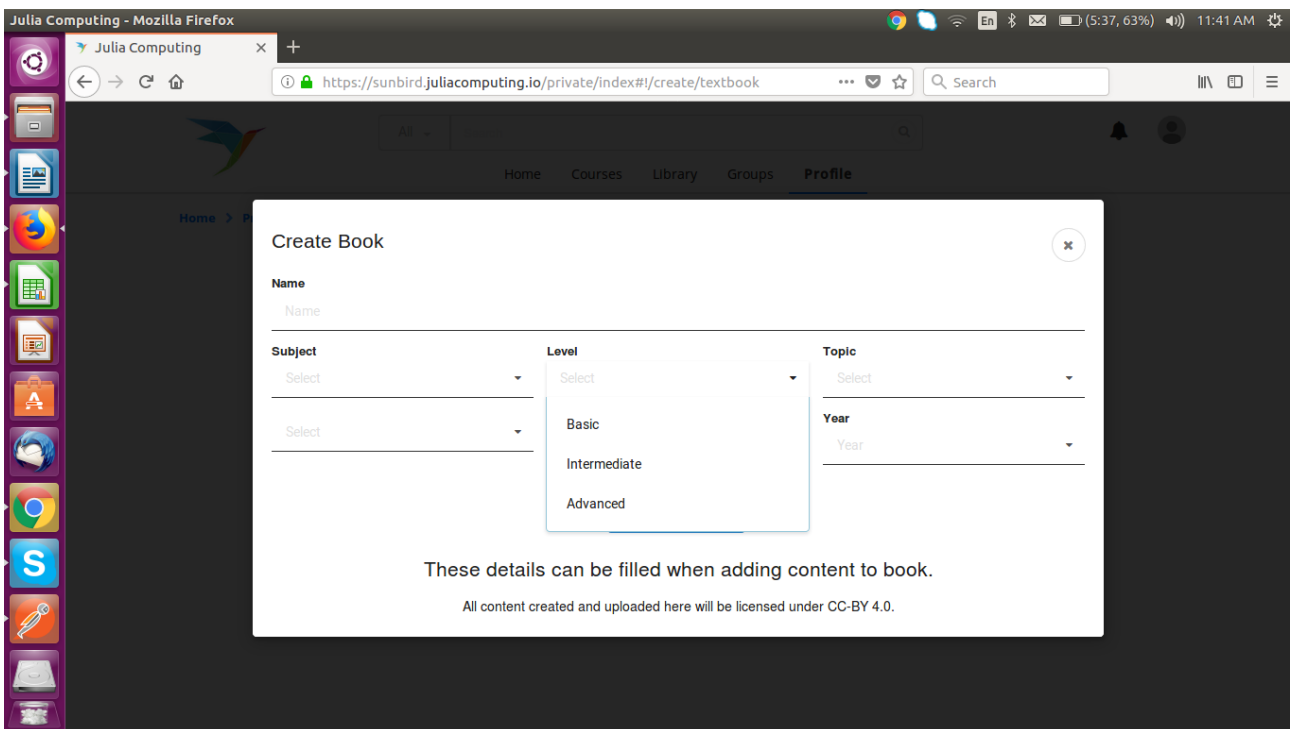 Julia Computing - Mozilla Firefox
En
(5:37, 63%)
11:41 AM
Julia Computing
https://sunbird.juliacomputing.io/private/index#!/create/textbook
Search
All
Home Courses Library Groups Profile
Home > P
Create Book
Name
Name
Subject Level Topic
Select Select Select
Basic
Year
Select
Year
Intermediate
Advanced
These details can be filled when adding content to book.
All content created and uploaded here will be licensed under CC-BY 4.0.